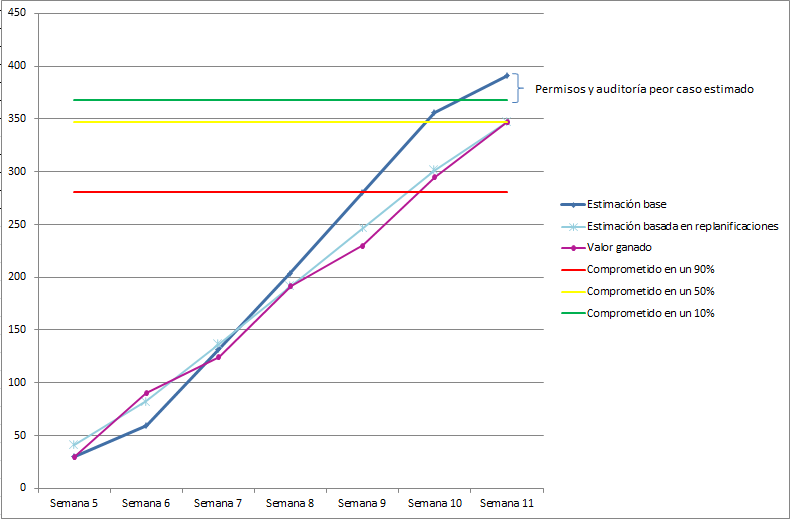 450
400
350
300
250
200
150
100
50
0
Semana 5 Semana 6 Semana 7 Semana 8 Semana 9 Semana 10 Semana 11
Permisos y auditoría peor caso estimado
Estimación base
Estimación basada en replanificaciones
Valor ganado
Comprometido en un 90%
Comprometido en un 50%
Comprometido en un 10%